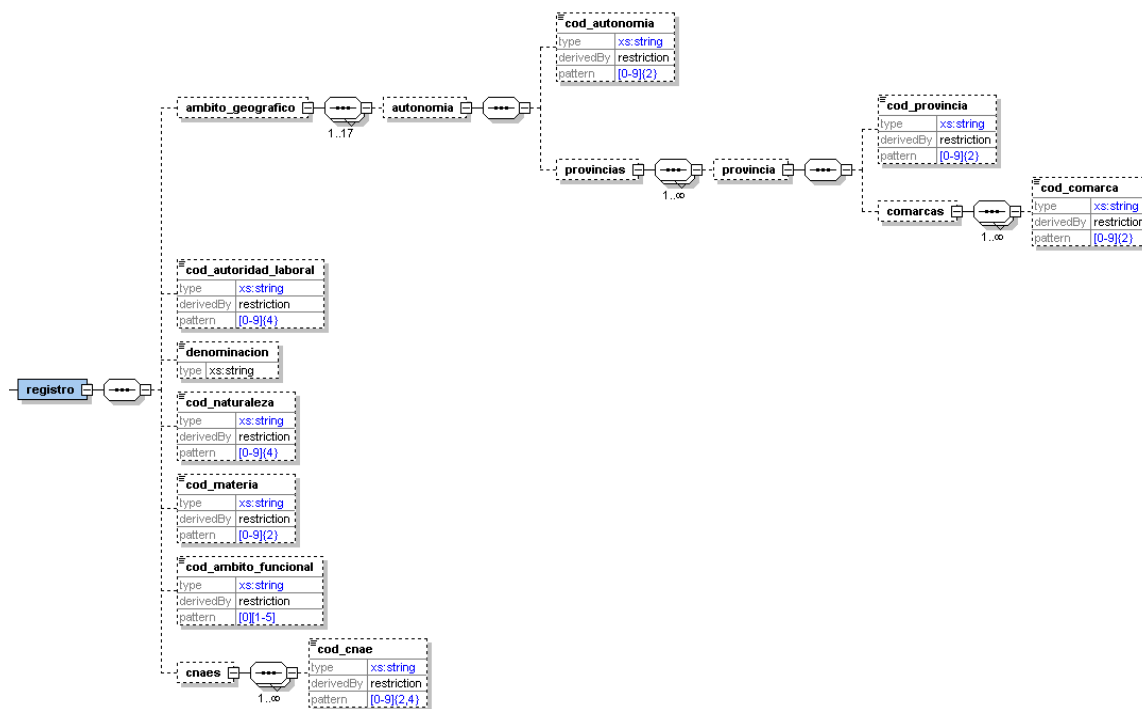 cod_autonomia
type xs:string
derivedBy restriction
pattern [0-9]{2}
ambito_geografico
1..17
autonomia
provincias
1..∞
provincia
cod_provincia
type xs:string
derivedBy restriction
pattern [0-9]{2}
comarcas
1..∞
cod_comarca
type xs:string
derivedBy restriction
pattern [0-9]{2}
registro
cod_autoridad_laboral
type xs:string
derivedBy restriction
pattern [0-9]{4}
denominacion
type xs:string
cod_naturaleza
type xs:string
derivedBy restriction
pattern [0-9]{4}
cod_materia
type xs:string
derivedBy restriction
pattern [0-9]{2}
cod_ambito_funcional
type xs:string
derivedBy restriction
pattern [0][1-5]
cnaes
1..∞
cod_cnae
type xs:string
derivedBy restriction
pattern [0-9]{2,4}